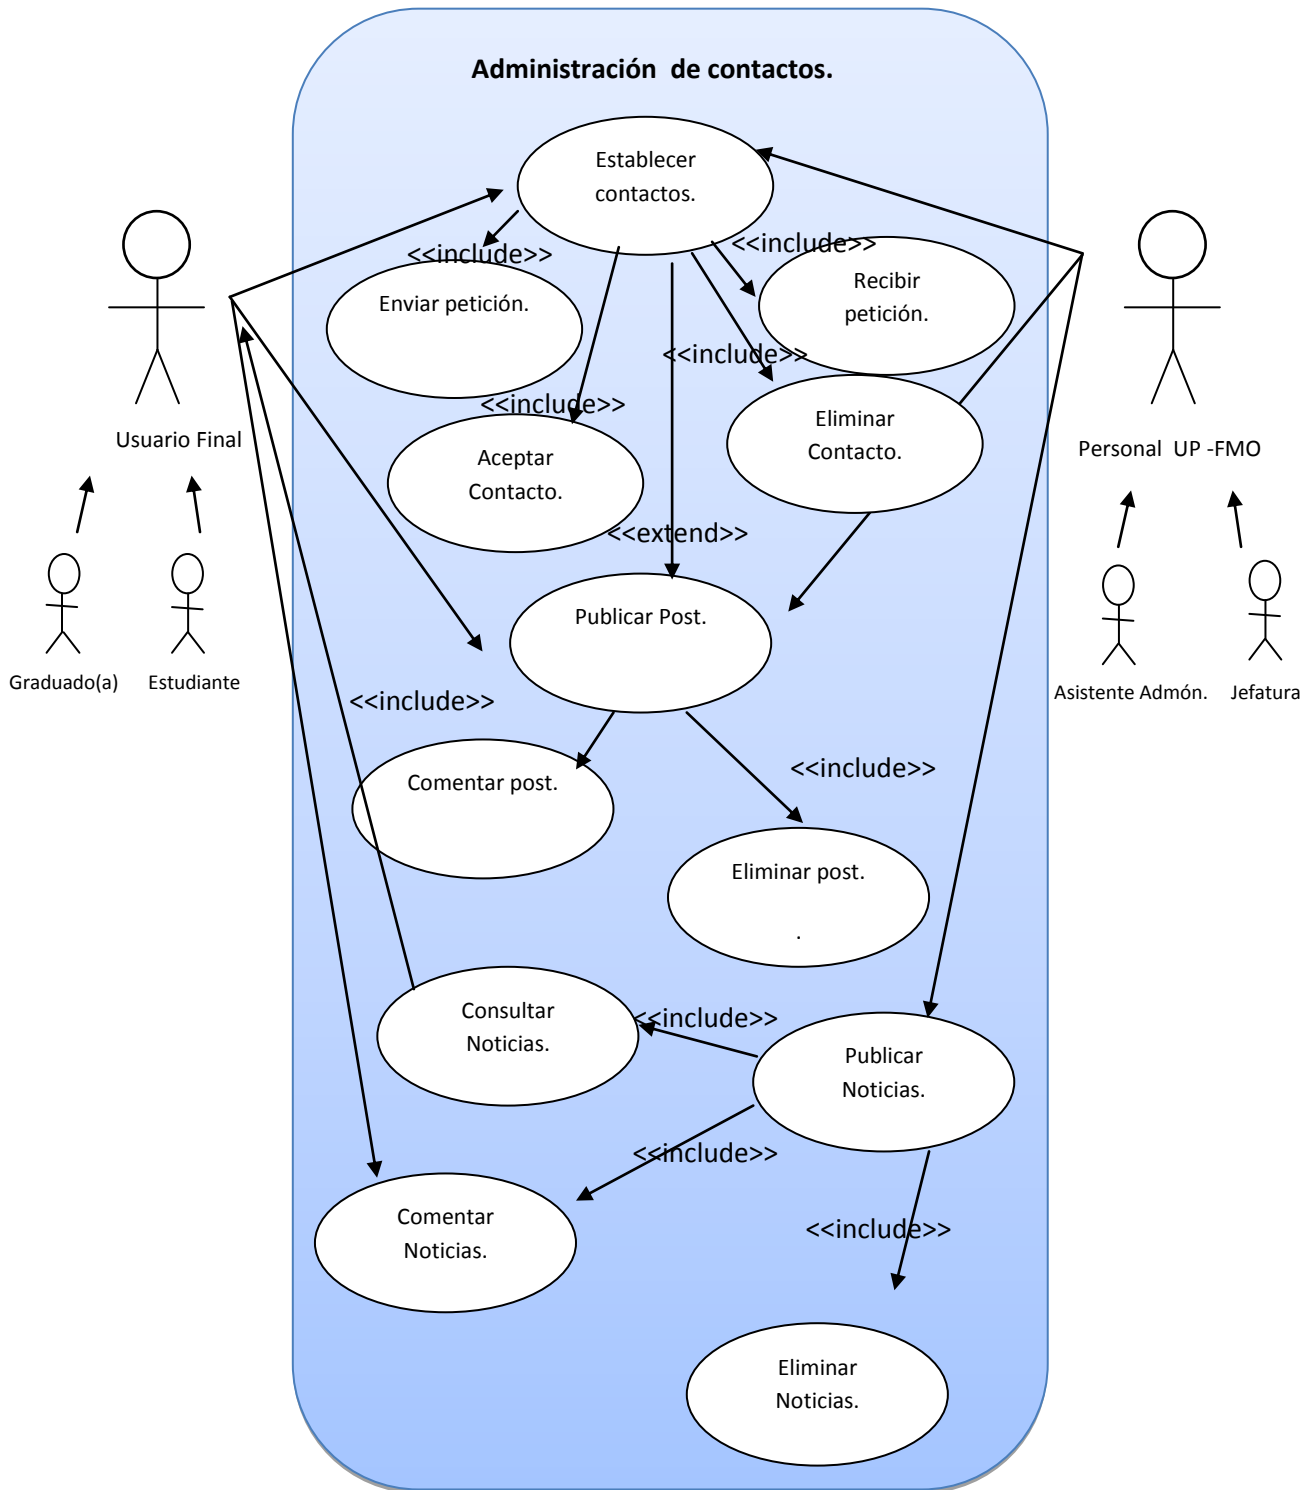 Administración  de contactos.
Establecer
contactos.
<<include>>
<<include>>
Enviar petición.
Recibir
petición.
<<include>>
<<include>>
Eliminar
Contacto.
Usuario Final
Personal  UP -FMO
Aceptar
Contacto.
<<extend>>
Publicar Post.
Graduado(a)
Estudiante
Asistente Admón.
Jefatura
<<include>>
Comentar post.
<<include>>
Eliminar post.
.
Consultar
Noticias.
<<include>>
Publicar
Noticias.
<<include>>
Comentar
Noticias.
<<include>>
Eliminar
Noticias.